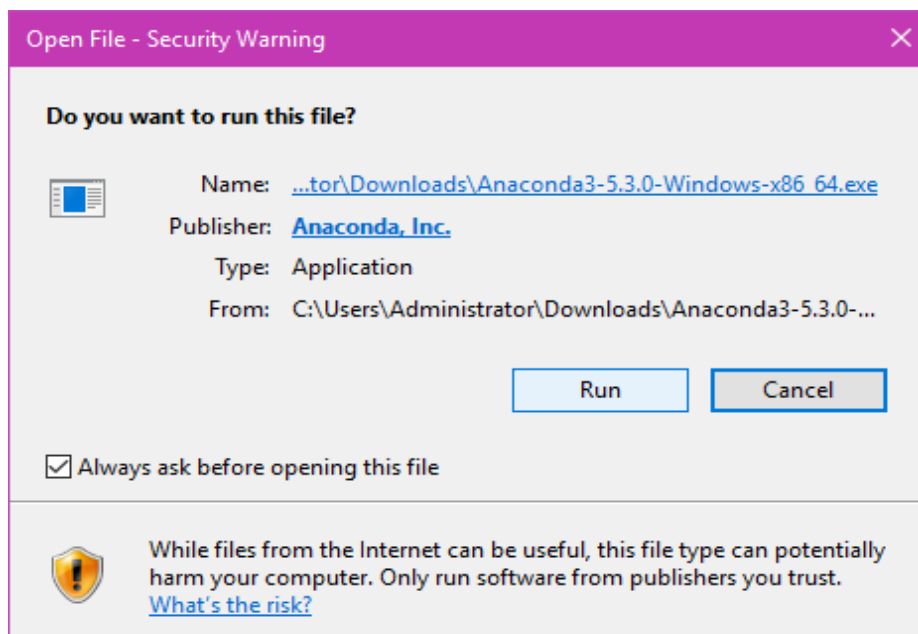 Open File - Security Warning
Do you want to run this file?
Name: ...tor\Downloads\Anaconda3-5.3.0-Windows-x86_64.exe
Publisher: Anaconda, Inc.
Type: Application
From: C:\Users\Administrator\Downloads\Anaconda3-5.3.0-...
Run Cancel
Always ask before opening this file
While files from the Internet can be useful, this file type can potentially
harm your computer. Only run software from publishers you trust.
What's the risk?